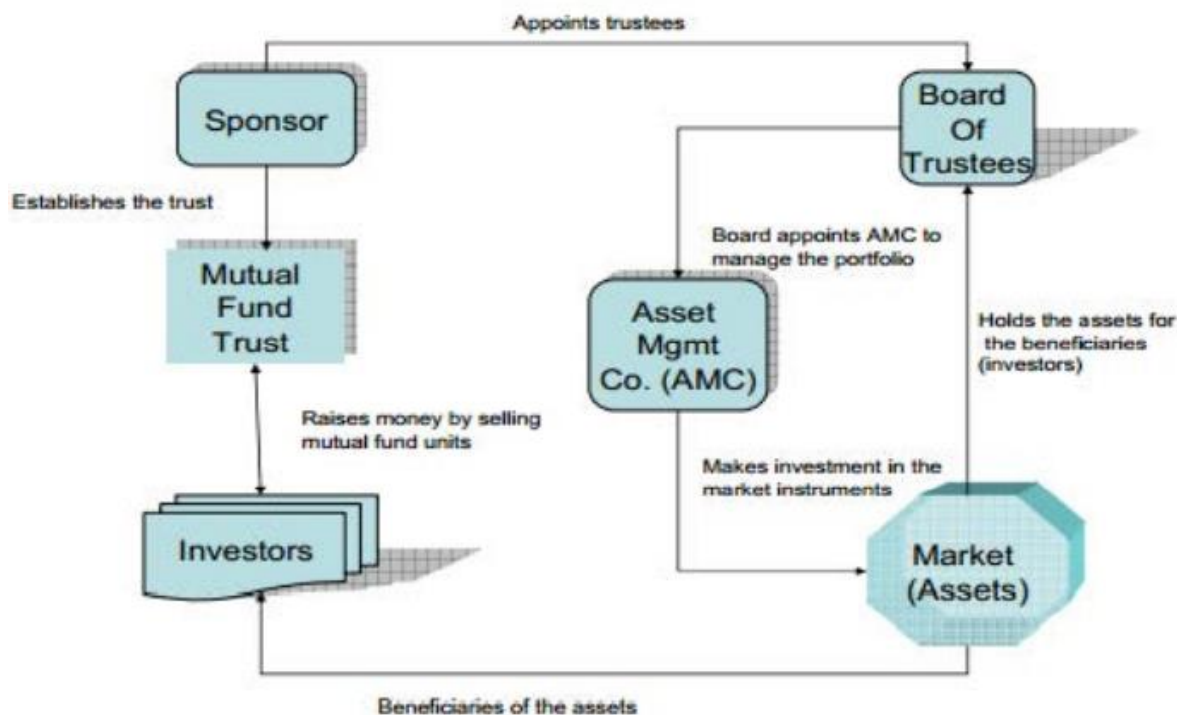 Appoints trustees
Sponsor
Board
Of
Trustees
Establishes the trust
Board appoints AMC to
manage the portfolio
Mutual
Fund
Trust
Asset
Mgmt
Co. (AMC)
Holds the assets for
the beneficiaries
(investors)
Raises money by selling
mutual fund units
Makes investment in the
market instruments
Investors
Market
(Assets)
Beneficiaries of the assets